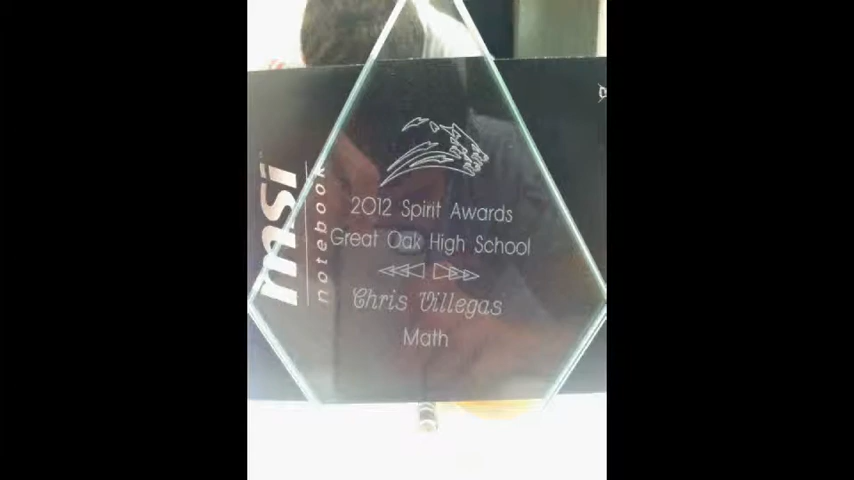 2012 Spirit Awards
Great Oak High School
Chris Villegas
Math
msi
notebook